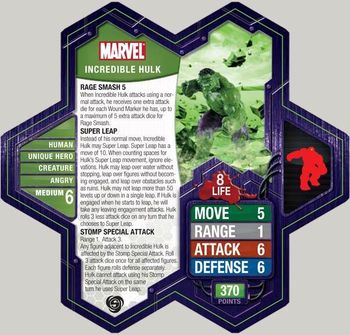 MARVEL
INCREDIBLE HULK
RAGE SMASH 5
When Incredible Hulk attacks using a nor-
mal attack, he receives one extra attack
die for each Wound Marker he has, up to
a maximum of 5 extra attack dice for
Rage Smash.
SUPER LEAP
Instead of his normal move, Incredible
Hulk may Super Leap. Super Leap has a
move of 10. When counting spaces for
Hulk's Super Leap movement, ignore ele-
vations. Hulk may leap over water without
stopping, leap over figures without becom-
ing engaged, and leap over obstacles such
as ruins. Hulk may not leap more than 50
levels up or down in a single leap. If Hulk is
engaged when he starts to leap, he will
take any leaving engagement attacks. Hulk
rolls 3 less attack dice on any turn that he
chooses to Super Leap.
STOMP SPECIAL ATTACK
Range 1. Attack 3.
Any figure adjacent to Incredible Hulk is
affected by the Stomp Special Attack. Roll
3 attack dice once for all affected figures.
Each figure rolls defense separately.
Hulk cannot attack using his Stomp
Special Attack on the same
turn he uses Super Leap.
HUMAN
UNIQUE HERO
CREATURE
ANGRY
MEDIUM 6
8
LIFE
MOVE 5
RANGE 1
ATTACK 6
DEFENSE 6
370
POINTS